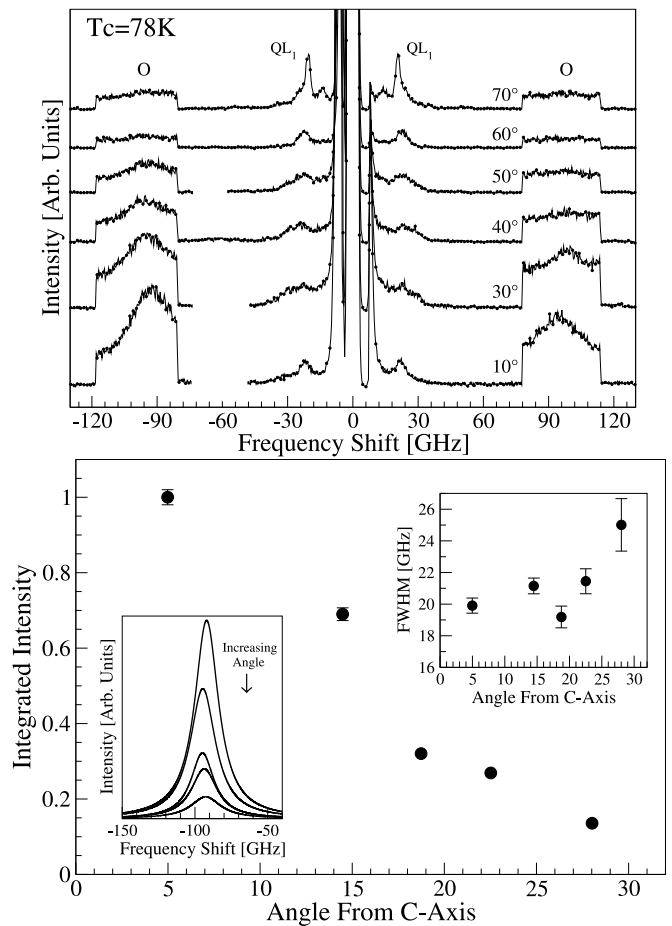 Tc=78K
QL1 QL1
O O
70°
60°
50°
40°
30°
10°
Intensity [Arb. Units]
-120 -90 -60 -30 0 30 60 90 120
Frequency Shift [GHz]
1
0.8
0.6
0.4
0.2
0
Integrated Intensity
0 5 10 15 20 25 30
Angle From C-Axis
26
24
22
20
18
16
FWHM [GHz]
0 5 10 15 20 25 30
Angle From C-Axis
Increasing
Angle
Intensity [Arb. Units]
-150 -100 -50
Frequency Shift [GHz]